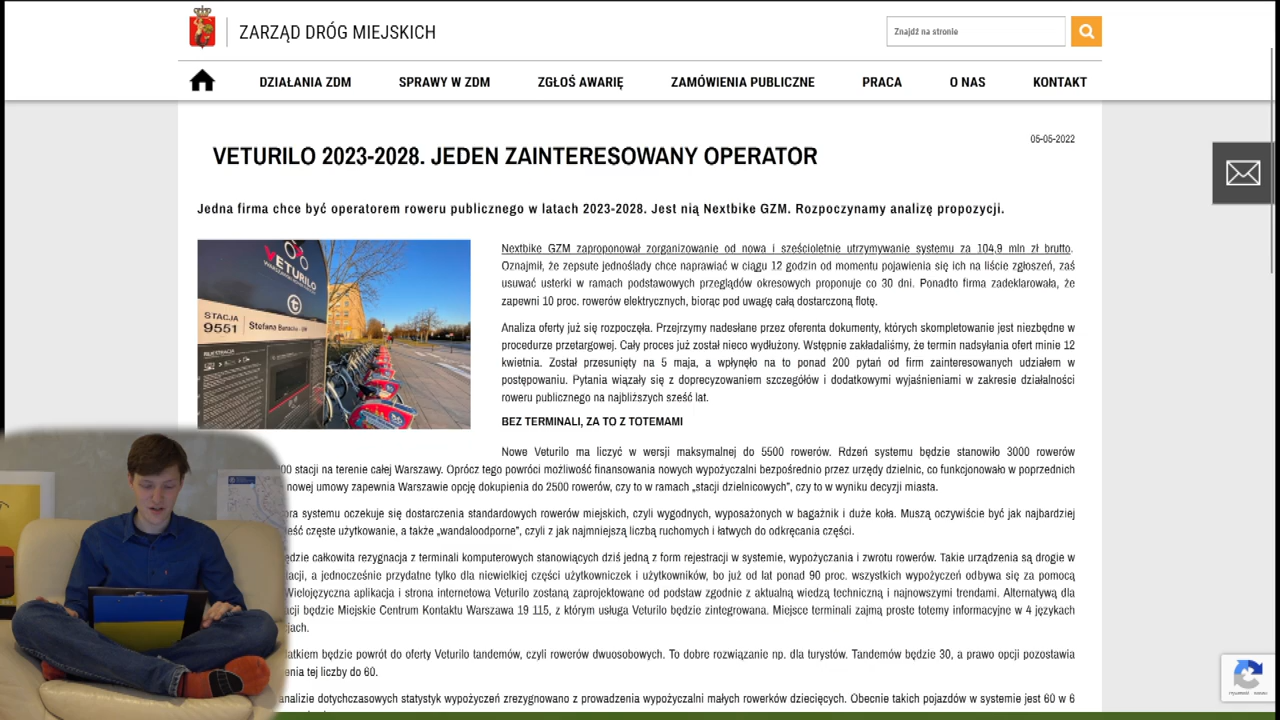 ZARZĄD DRÓG MIEJSKICH
Znajdź na stronie
DZIAŁANIA ZDM SPRAWY W ZDM ZGŁOŚ AWARIĘ ZAMÓWIENIA PUBLICZNE PRACA O NAS KONTAKT
05-05-2022
VETURILO 2023-2028. JEDEN ZAINTERESOWANY OPERATOR
Jedna firma chce być operatorem roweru publicznego w latach 2023-2028. Jest nią Nextbike GZM. Rozpoczynamy analizę propozycji.
VETURILO
STACJA
9551
Stefana Banacha - UW
Nextbike GZM zaproponował zorganizowanie od nowa i sześcioletnie utrzymywanie systemu za 104,9 mln zł brutto.
Oznajmił, że zepsute jednoślady chce naprawiać w ciągu 12 godzin od momentu pojawienia się ich na liście zgłoszeń, zaś
usuwać usterki w ramach podstawowych przeglądów okresowych proponuje co 30 dni. Ponadto firma zadeklarowała, że
zapewni 10 proc. rowerów elektrycznych, biorąc pod uwagę całą dostarczoną flotę.
Analiza oferty już się rozpoczęła. Przejrzymy nadesłane przez oferenta dokumenty, których skompletowanie jest niezbędne w
procedurze przetargowej. Cały proces już został nieco wydłużony. Wstępnie zakładaliśmy, że termin nadsyłania ofert minie 12
kwietnia. Został przesunięty na 5 maja, a wpłynęło na to ponad 200 pytań od firm zainteresowanych udziałem w
postępowaniu. Pytania wiązały się z doprecyzowaniem szczegółów i dodatkowymi wyjaśnieniami w zakresie działalności
roweru publicznego na najbliższych sześć lat.
BEZ TERMINALI, ZA TO Z TOTEMAMI
Nowe Veturilo ma liczyć w wersji maksymalnej do 5500 rowerów. Rdzeń systemu będzie stanowiło 3000 rowerów
00 stacji na terenie całej Warszawy. Oprócz tego powróci możliwość finansowania nowych wypożyczalni bezpośrednio przez urzędy dzielnic, co funkcjonowało w poprzednich
nowej umowy zapewnia Warszawie opcję dokupienia do 2500 rowerów, czy to w ramach „stacji dzielnicowych”, czy to w wyniku decyzji miasta.
ora systemu oczekuje się dostarczenia standardowych rowerów miejskich, czyli wygodnych, wyposażonych w bagażnik i duże koła. Muszą oczywiście być jak najbardziej
eść częste użytkowanie, a także „wandaloodporne”, czyli z jak najmniejszą liczbą ruchomych i łatwych do odkręcania części.
ędzie całkowita rezygnacja z terminali komputerowych stanowiących dziś jedną z form rejestracji w systemie, wypożyczania i zwrotu rowerów. Takie urządzenia są drogie w
tacji, a jednocześnie przydatne tylko dla niewielkiej części użytkowniczek i użytkowników, bo już od lat ponad 90 proc. wszystkich wypożyczeń odbywa się za pomocą
Wielojęzyczna aplikacja i strona internetowa Veturilo zostaną zaprojektowane od podstaw zgodnie z aktualną wiedzą techniczną i najnowszymi trendami. Alternatywą dla
ucji będzie Miejskie Centrum Kontaktu Warszawa 19 115, z którym usługa Veturilo będzie zintegrowana. Miejsce terminali zajmą proste totemy informacyjne w 4 językach
cjach.
atkiem będzie powrót do oferty Veturilo tandemów, czyli rowerów dwuosobowych. To dobre rozwiązanie np. dla turystów. Tandemów będzie 30, a prawo opcji pozostawia
enia tej liczby do 60.
analizie dotychczasowych statystyk wypożyczeń zrezygnowano z prowadzenia wypożyczalni małych rowerków dziecięcych. Obecnie takich pojazdów w systemie jest 60 w 6